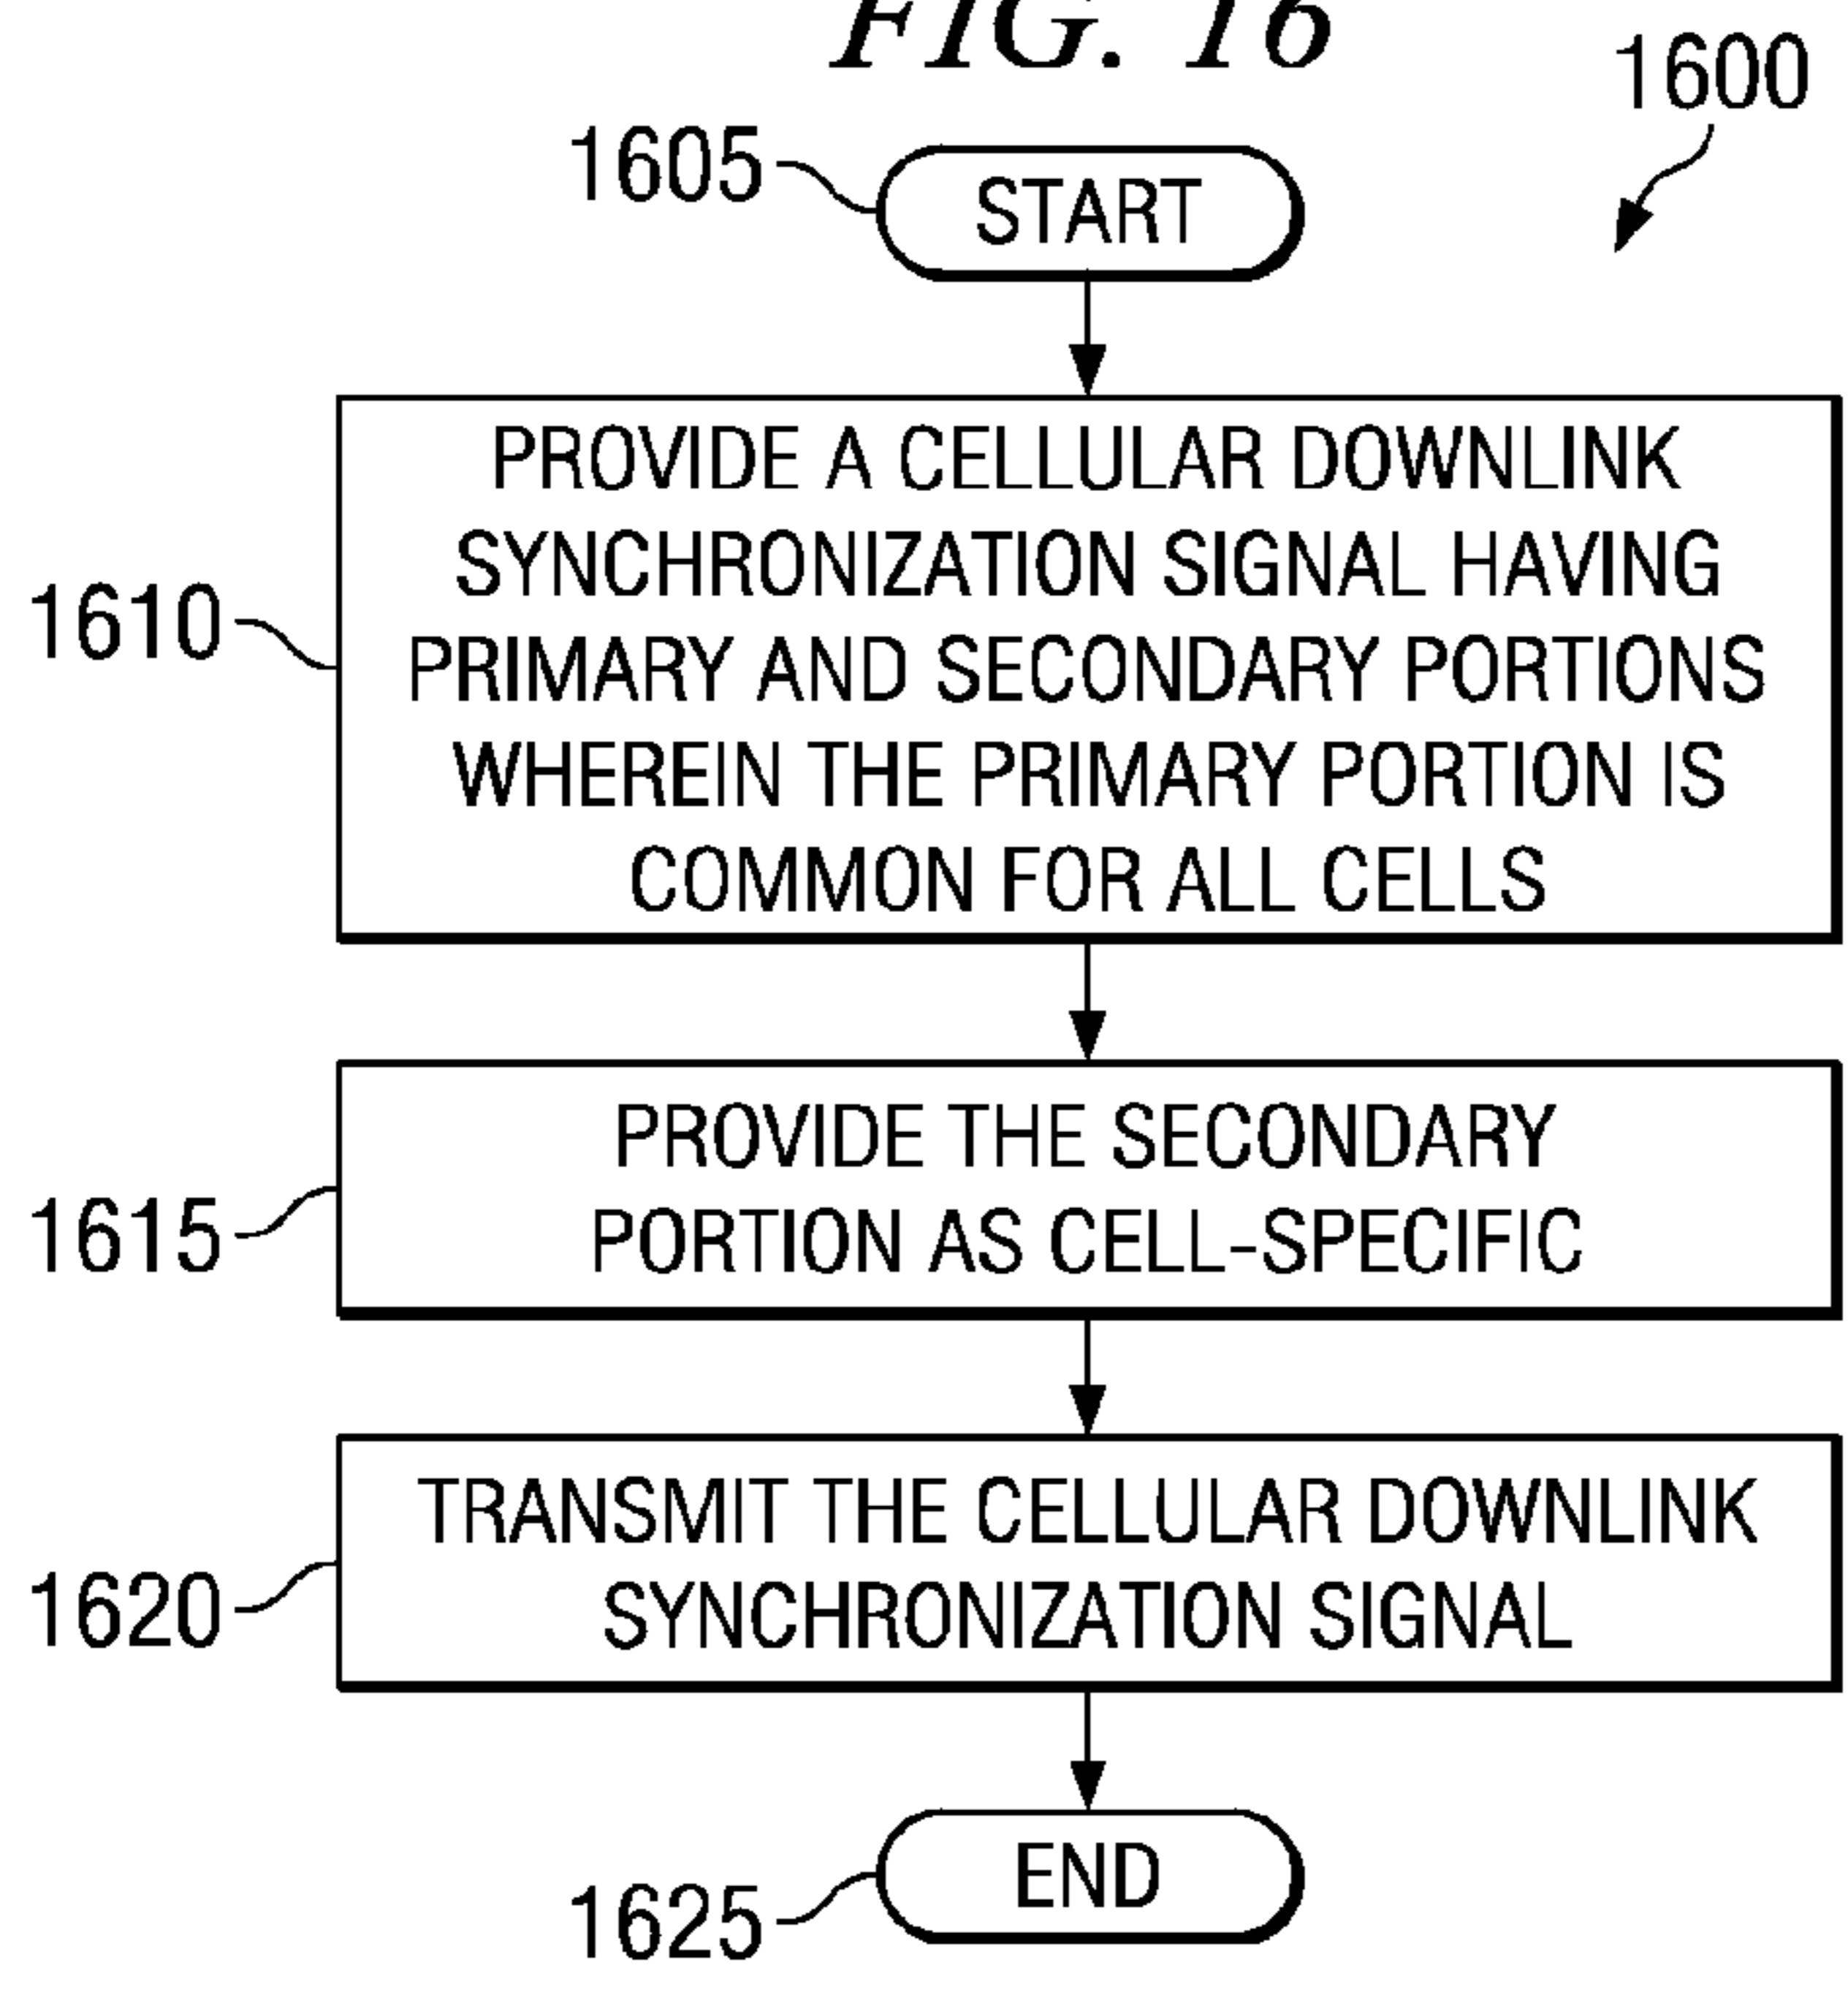 FIG. 16
1600
1605
START
PROVIDE A CELLULAR DOWNLINK
SYNCHRONIZATION SIGNAL HAVING
1610
PRIMARY AND SECONDARY PORTIONS
WHEREIN THE PRIMARY PORTION IS
COMMON FOR ALL CELLS
PROVIDE THE SECONDARY
1615
PORTION AS CELL-SPECIFIC
TRANSMIT THE CELLULAR DOWNLINK
1620
SYNCHRONIZATION SIGNAL
END
1625